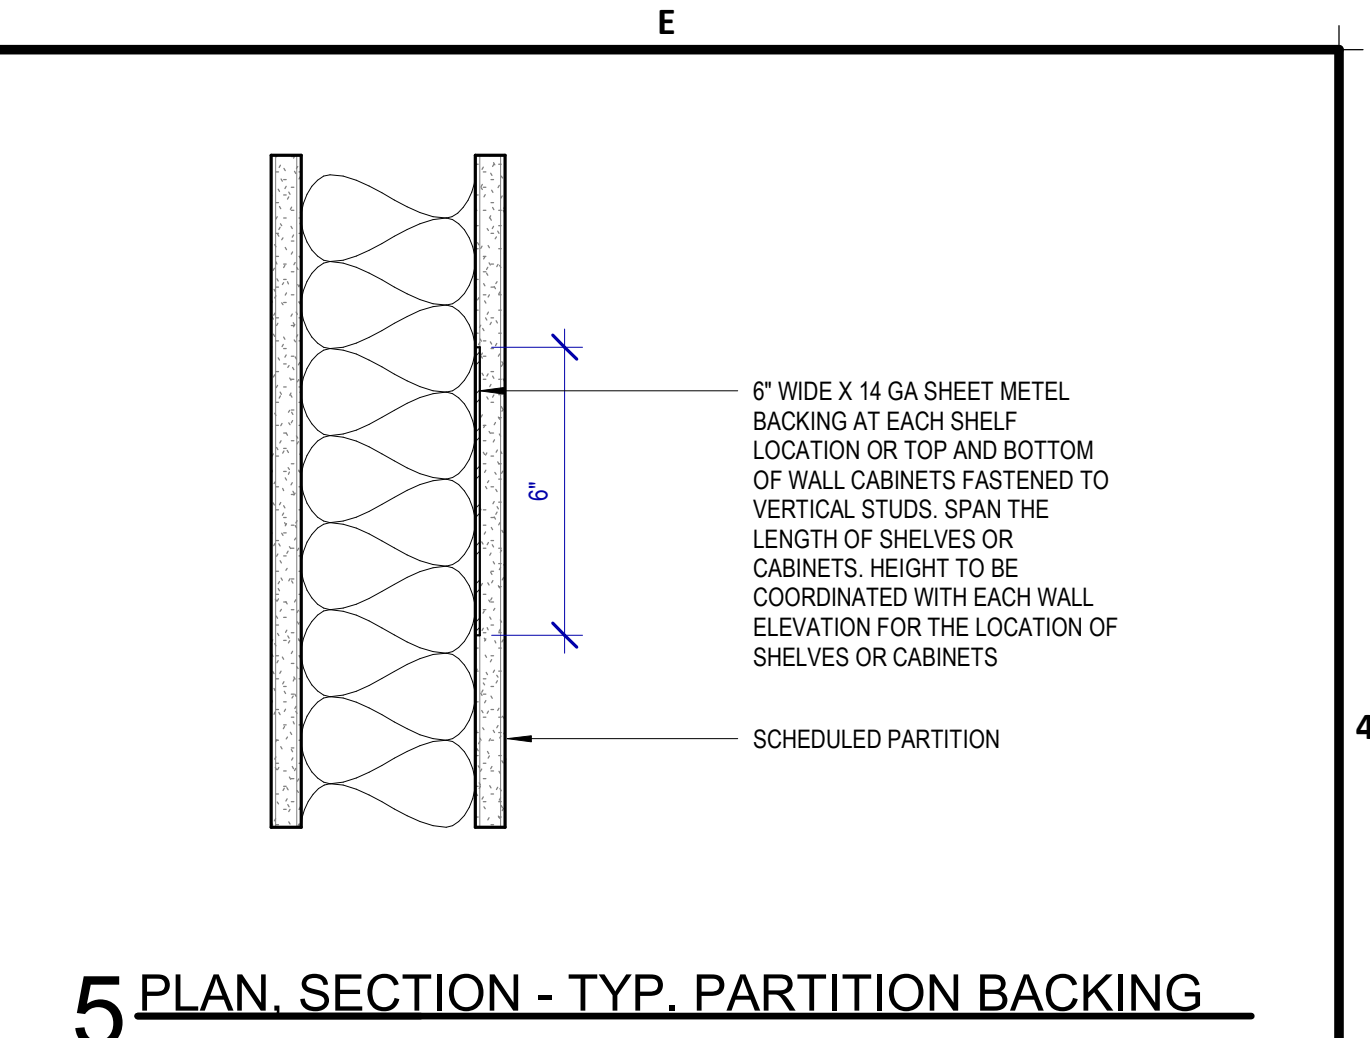 E
6" WIDE X 14 GA SHEET METEL
BACKING AT EACH SHELF
LOCATION OR TOP AND BOTTOM
OF WALL CABINETS FASTENED TO
VERTICAL STUDS. SPAN THE
LENGTH OF SHELVES OR
CABINETS. HEIGHT TO BE
COORDINATED WITH EACH WALL
ELEVATION FOR THE LOCATION OF
SHELVES OR CABINETS
6"
SCHEDULED PARTITION
4
5 PLAN, SECTION - TYP. PARTITION BACKING